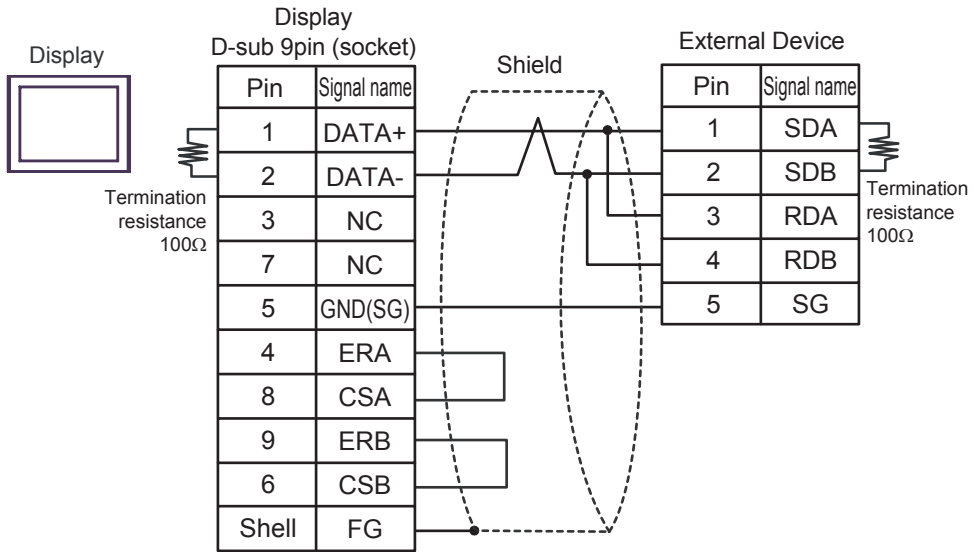 Display
Display
D-sub 9pin (socket)
Pin Signal name
1 DATA+
2 DATA-
3 NC
7 NC
5 GND(SG)
4 ERA
8 CSA
9 ERB
6 CSB
Shell FG
Termination
resistance
100Ω
Shield
External Device
Pin Signal name
1 SDA
2 SDB
3 RDA
4 RDB
5 SG
Termination
resistance
100Ω